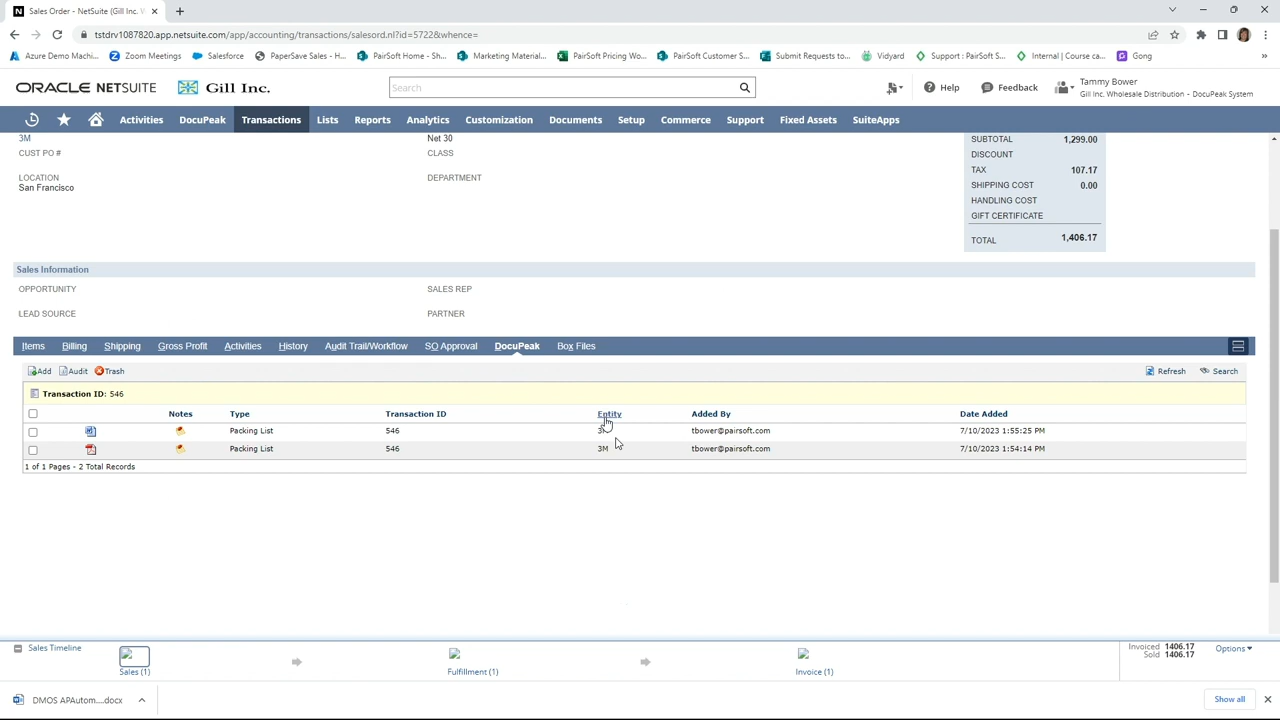 Sales Order - NetSuite (Gill Inc. W
tstdrv1087820.app.netsuite.com/app/accounting/transactions/salesord.nl?id=5722&whence=
Azure Demo Machi... Zoom Meetings Salesforce PaperSave Sales - H... PairSoft Home - Sh... Marketing Material... PairSoft Pricing Wo... PairSoft Customer S... Submit Requests to... Vidyard Support : PairSoft S... Internal | Course ca... Gong
ORACLE NETSUITE Gill Inc. Search Help Feedback Tammy Bower
Gill Inc. Wholesale Distribution - DocuPeak System
Activities DocuPeak Transactions Lists Reports Analytics Customization Documents Setup Commerce Support Fixed Assets SuiteApps
3M Net 30 SUBTOTAL 1,299.00
CUST PO # CLASS DISCOUNT
TAX 107.17
LOCATION DEPARTMENT
San Francisco SHIPPING COST 0.00
HANDLING COST
GIFT CERTIFICATE
TOTAL 1,406.17
Sales Information
OPPORTUNITY SALES REP
LEAD SOURCE PARTNER
Items Billing Shipping Gross Profit Activities History Audit Trail/Workflow SO Approval DocuPeak Box Files
Add Audit Trash Refresh Search
Transaction ID: 546
Notes Type Transaction ID Entity Added By Date Added
Packing List 546 tbower@pairsoft.com 7/10/2023 1:55:25 PM
Packing List 546 3M tbower@pairsoft.com 7/10/2023 1:54:14 PM
1 of 1 Pages - 2 Total Records
Sales Timeline Invoiced 1406.17 Options
Sold 1406.17
Sales (1) Fulfillment (1) Invoice (1)
DMOS APAutom....docx Show all